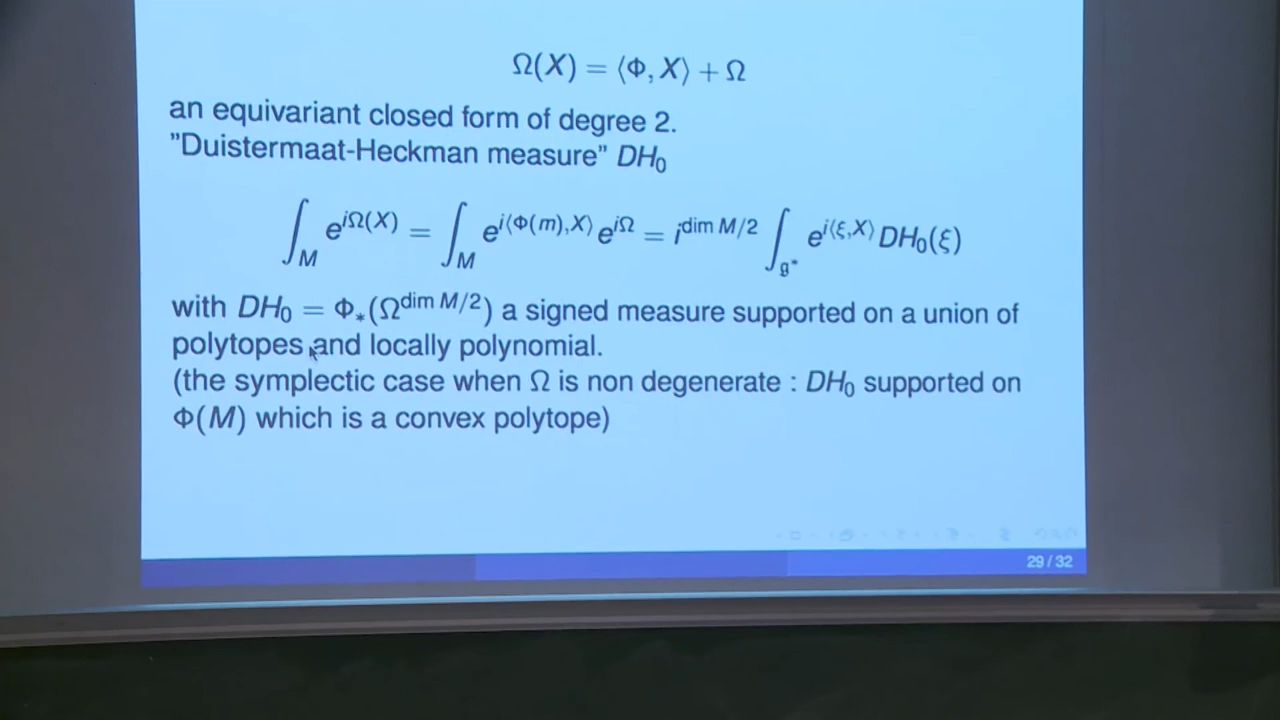 Ω(X) = ⟨Φ, X⟩ + Ω
an equivariant closed form of degree 2.
”Duistermaat-Heckman measure” DH₀
∫_M e^{iΩ(X)} = ∫_M e^{i⟨Φ(m),X⟩} e^{iΩ} = i^{dim M/2} ∫_{g*} e^{i⟨ξ,X⟩} DH₀(ξ)
with DH₀ = Φ_*(Ω^{dim M/2}) a signed measure supported on a union of
polytopes and locally polynomial.
(the symplectic case when Ω is non degenerate : DH₀ supported on
Φ(M) which is a convex polytope)
29 / 32